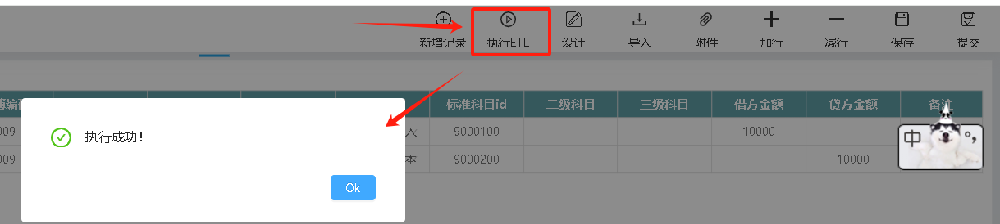 新增记录 执行ETL 设计 导入 附件 加行 减行 保存 提交
标准科目id 二级科目 三级科目 借方金额 贷方金额 备注
009 入 9000100 10000
009 本 9000200 10000
执行成功!
Ok
中